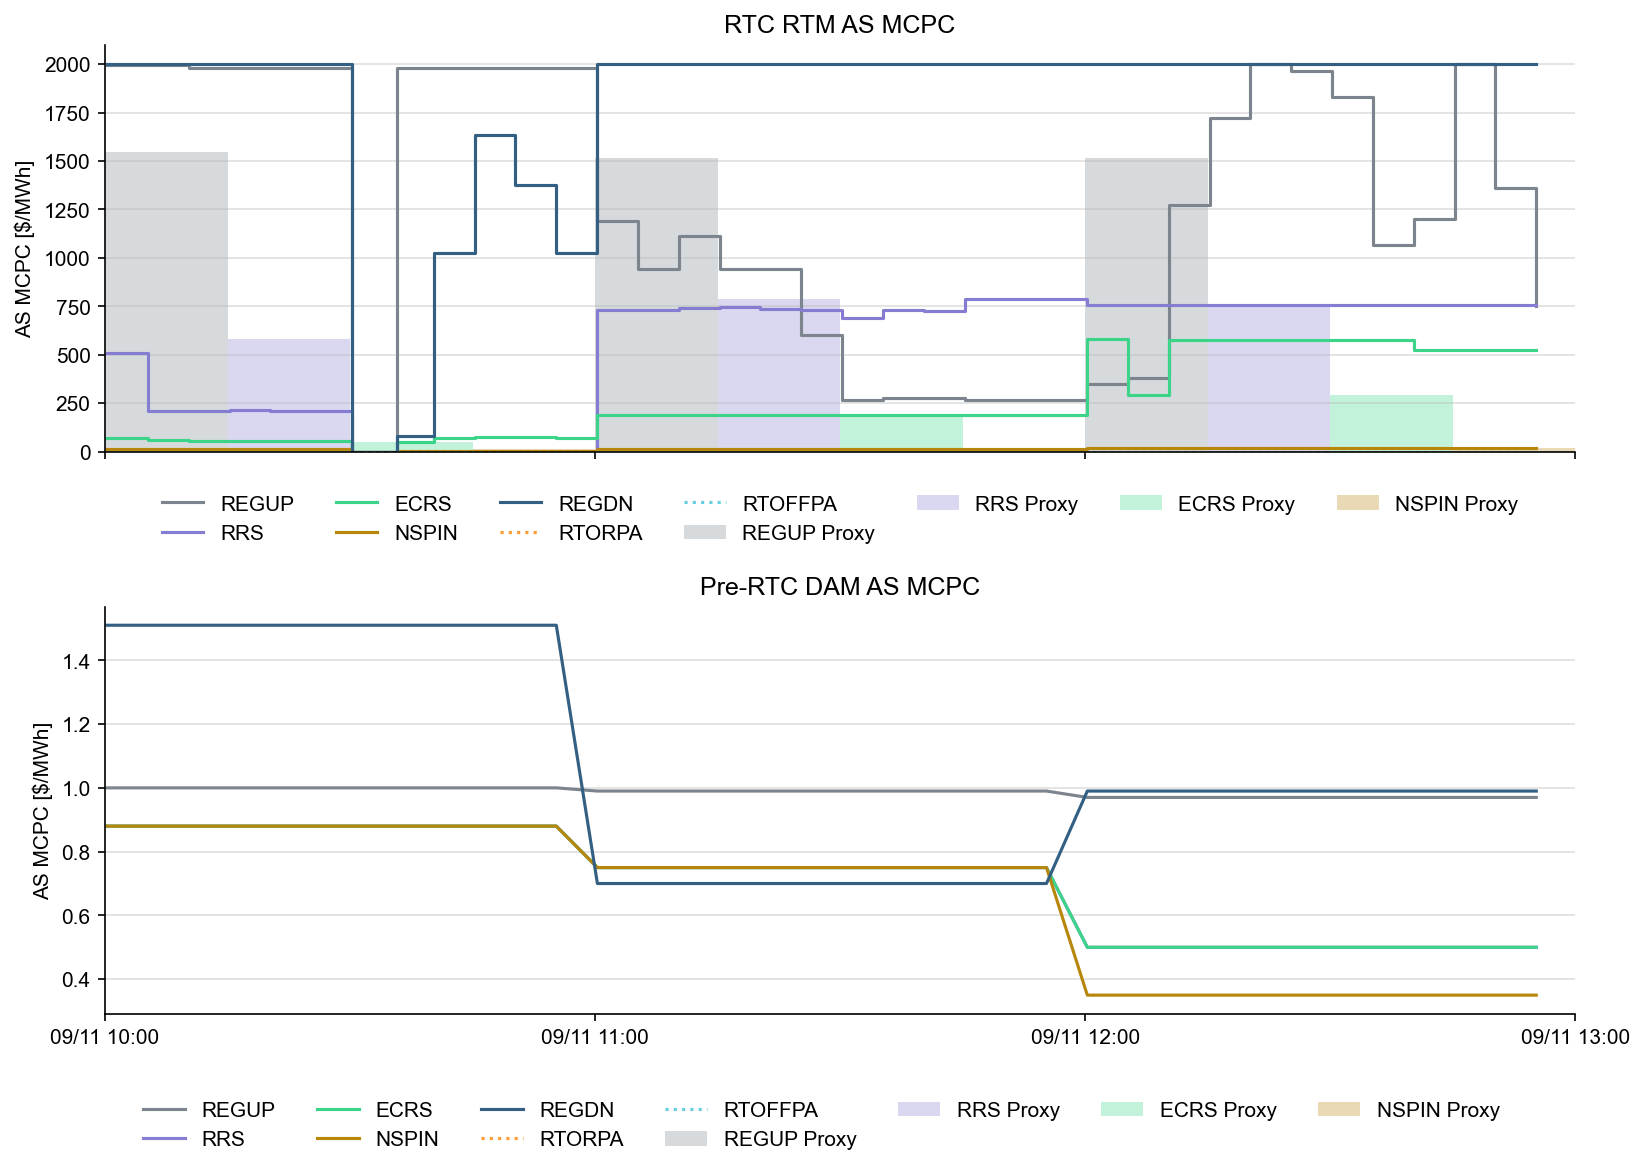 RTC RTM AS MCPC
AS MCPC [$/MWh]
2000
1750
1500
1250
1000
750
500
250
0
REGUP ECRS REGDN RTOFFPA RRS Proxy ECRS Proxy NSPIN Proxy
RRS NSPIN RTORPA REGUP Proxy
Pre-RTC DAM AS MCPC
AS MCPC [$/MWh]
1.4
1.2
1.0
0.8
0.6
0.4
09/11 10:00 09/11 11:00 09/11 12:00 09/11 13:00
REGUP ECRS REGDN RTOFFPA RRS Proxy ECRS Proxy NSPIN Proxy
RRS NSPIN RTORPA REGUP Proxy